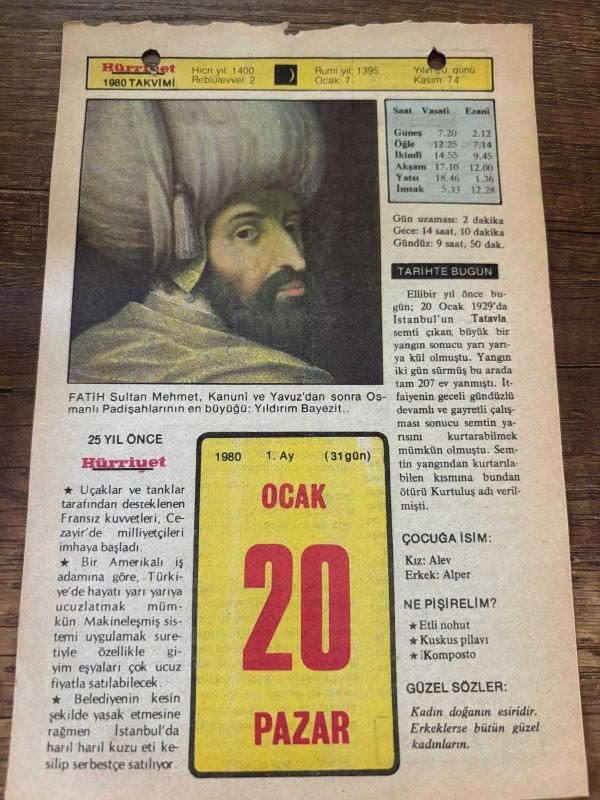 Hürriyet
1980 TAKVİMİ
Hicri yıl: 1400
Rebiülevvel: 2
Rumi yıl: 1395
Ocak: 7
Yılın 20. günü
Kasım: 74
Saat Vasatî Ezanî
Güneş 7.20 2.12
Öğle 12.25 7.14
İkindi 14.55 9.45
Akşam 17.10 12.00
Yatsı 18.46 1.36
İmsak 5.33 12.28
Gün uzaması: 2 dakika
Gece: 14 saat, 10 dakika
Gündüz: 9 saat, 50 dak.
TARİHTE BUGÜN
Ellibir yıl önce bu-
gün; 20 Ocak 1929'da
İstanbul'un Tatavla
semti çıkan, büyük bir
yangın sonucu yarı yarı-
ya kül olmuştu. Yangın
iki gün sürmüş bu arada
tam 207 ev yanmıştı. İt-
faiyenin geceli gündüzlü
devamlı ve gayretli çalış-
ması sonucu semtin ya-
rısını kurtarabilmek
mümkün olmuştu. Sem-
tin yangından kurtarıla-
bilen kısmına bundan
ötürü Kurtuluş adı veril-
mişti.
FATİH Sultan Mehmet, Kanunî ve Yavuz'dan sonra Os-
manlı Padişahlarının en büyüğü: Yıldırım Bayezit..
25 YIL ÖNCE
Hürriyet
★ Uçaklar ve tanklar
tarafından desteklenen
Fransız kuvvetleri, Ce-
zayir'de milliyetçileri
imhaya başladı.
★ Bir Amerikalı iş
adamına göre, Türki-
ye'de hayatı yarı yarıya
ucuzlatmak müm-
kün. Makineleşmiş sis-
temi uygulamak sure-
tiyle özellikle gi-
yim eşyaları çok ucuz
fiyatla satılabilecek.
★ Belediyenin kesin
şekilde yasak etmesine
rağmen İstanbul'da
harıl harıl kuzu eti ke-
silip serbestçe satılıyor.
1980 1. Ay (31 gün)
OCAK
20
PAZAR
ÇOCUĞA İSİM:
Kız: Alev
Erkek: Alper
NE PİŞİRELİM?
★ Etli nohut
★ Kuskus pilavı
★ Komposto
GÜZEL SÖZLER:
Kadın doğanın esiridir.
Erkeklerse bütün güzel
kadınların.